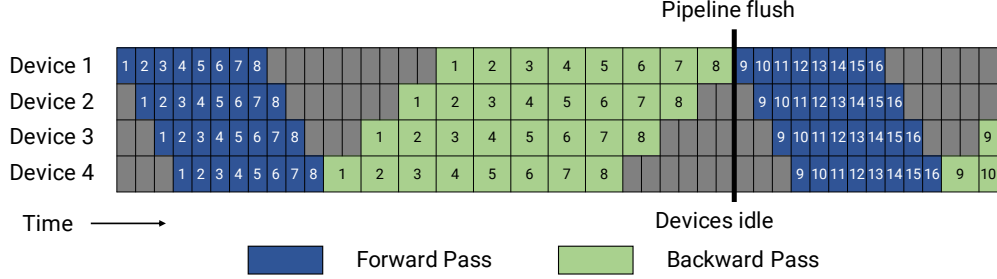 Pipeline flush
Device 1 1 2 3 4 5 6 7 8 1 2 3 4 5 6 7 8 9 10 11 12 13 14 15 16
Device 2 1 2 3 4 5 6 7 8 1 2 3 4 5 6 7 8 9 10 11 12 13 14 15 16
Device 3 1 2 3 4 5 6 7 8 1 2 3 4 5 6 7 8 9 10 11 12 13 14 15 16 9
Device 4 1 2 3 4 5 6 7 8 1 2 3 4 5 6 7 8 9 10 11 12 13 14 15 16 9 10
Time Devices idle
Forward Pass Backward Pass